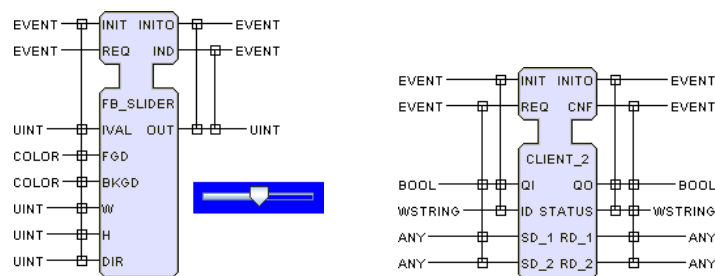 EVENT INIT INITO EVENT
EVENT REQ IND EVENT
FB_SLIDER
UINT IVAL OUT UINT
COLOR FGD
COLOR BKGD
UINT W
UINT H
UINT DIR
EVENT INIT INITO EVENT
EVENT REQ CNF EVENT
CLIENT_2
BOOL QI QO BOOL
WSTRING ID STATUS WSTRING
ANY SD_1 RD_1 ANY
ANY SD_2 RD_2 ANY